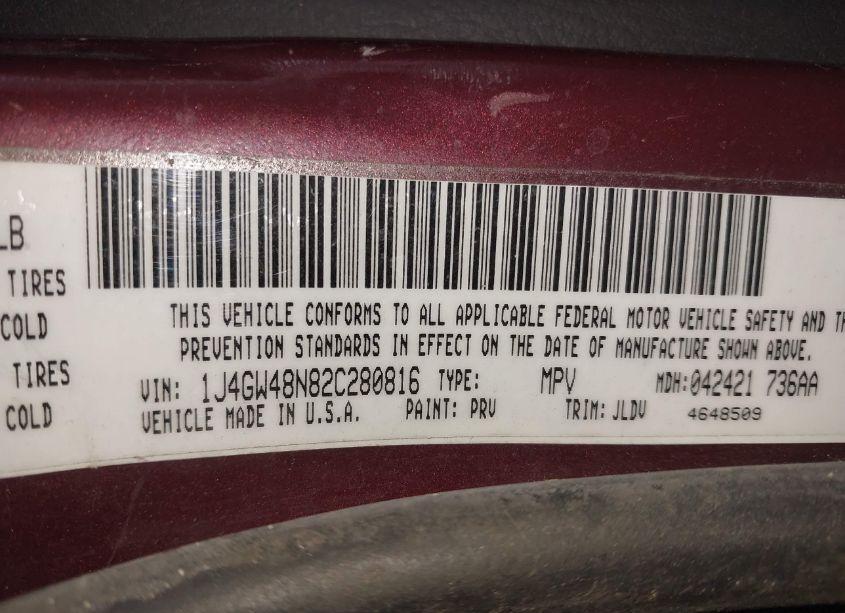 LB
TIRES
COLD
TIRES
COLD
THIS VEHICLE CONFORMS TO ALL APPLICABLE FEDERAL MOTOR VEHICLE SAFETY AND
PREVENTION STANDARDS IN EFFECT ON THE DATE OF MANUFACTURE SHOWN ABOVE.
VIN: 1J4GW48N82C280816 TYPE: MPV MDH:042421 736AA
VEHICLE MADE IN U.S.A. PAINT: PRV TRIM: JLDV 4648509